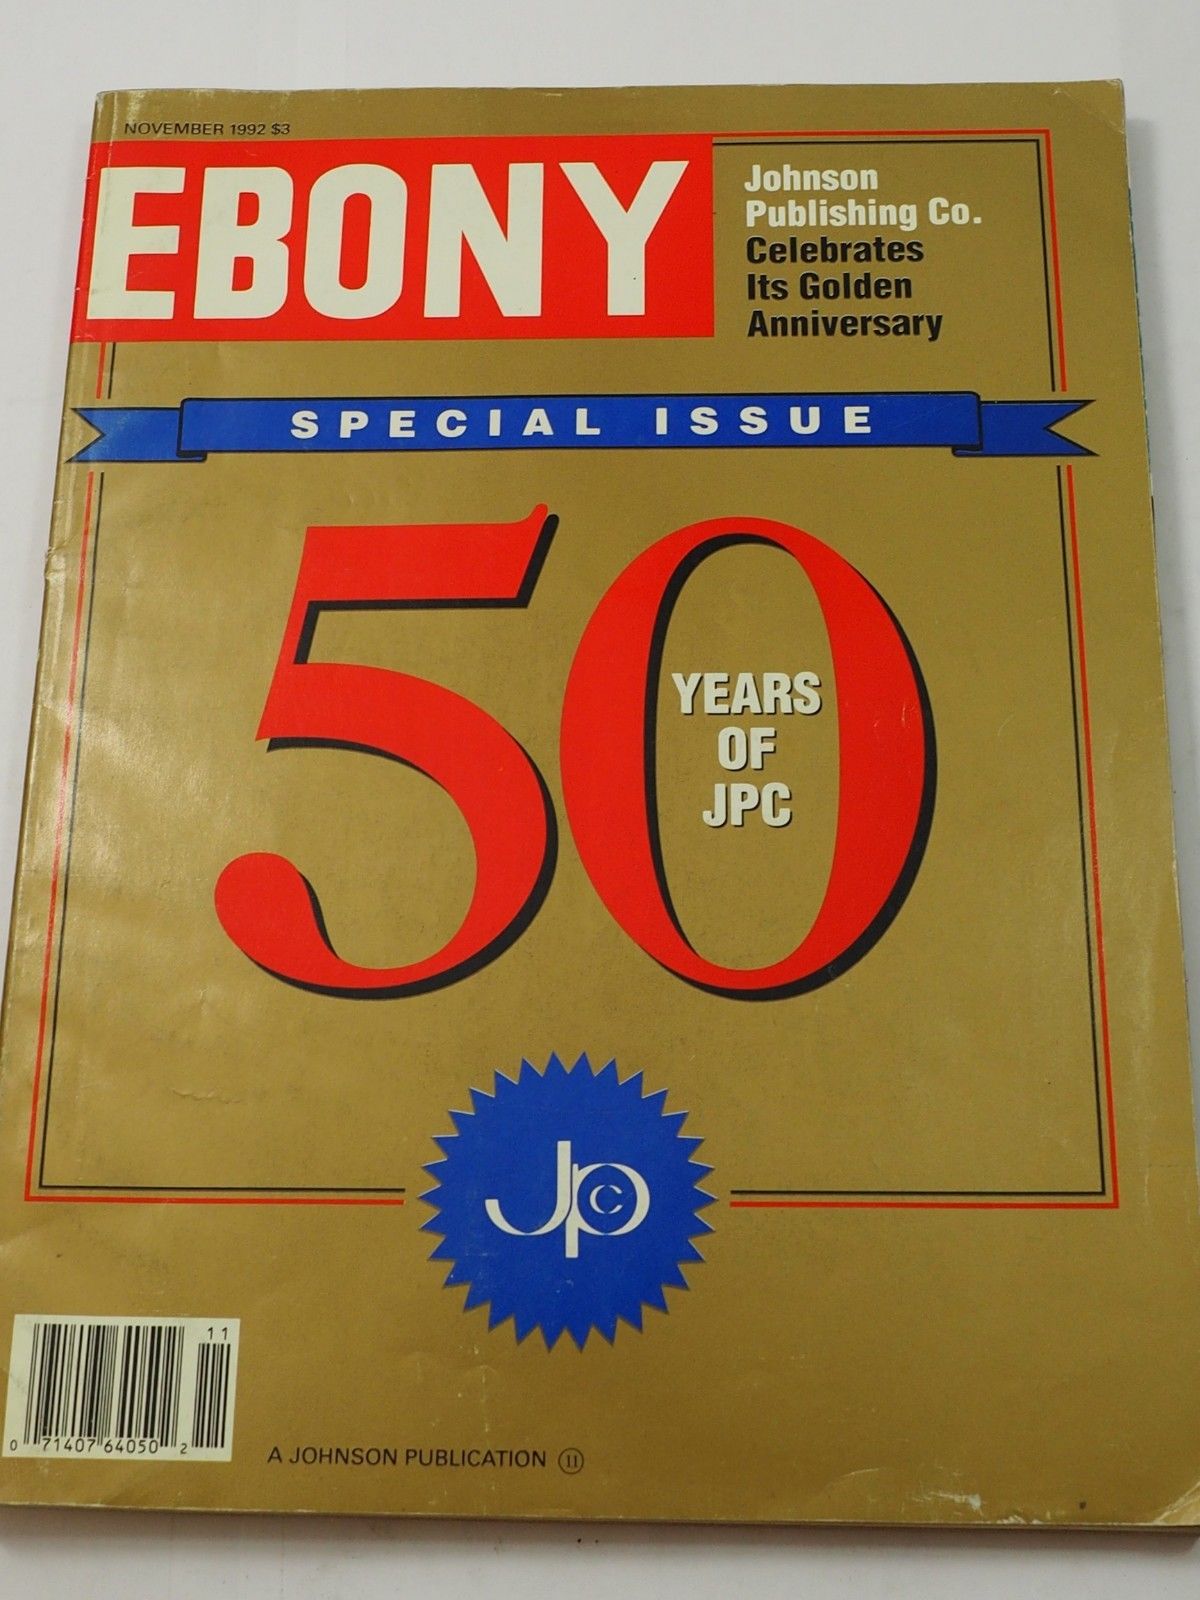 NOVEMBER 1992 $3
EBONY
Johnson
Publishing Co.
Celebrates
Its Golden
Anniversary
SPECIAL ISSUE
50
YEARS
OF
JPC
JPC
11
0 71407 64050 2
A JOHNSON PUBLICATION 11